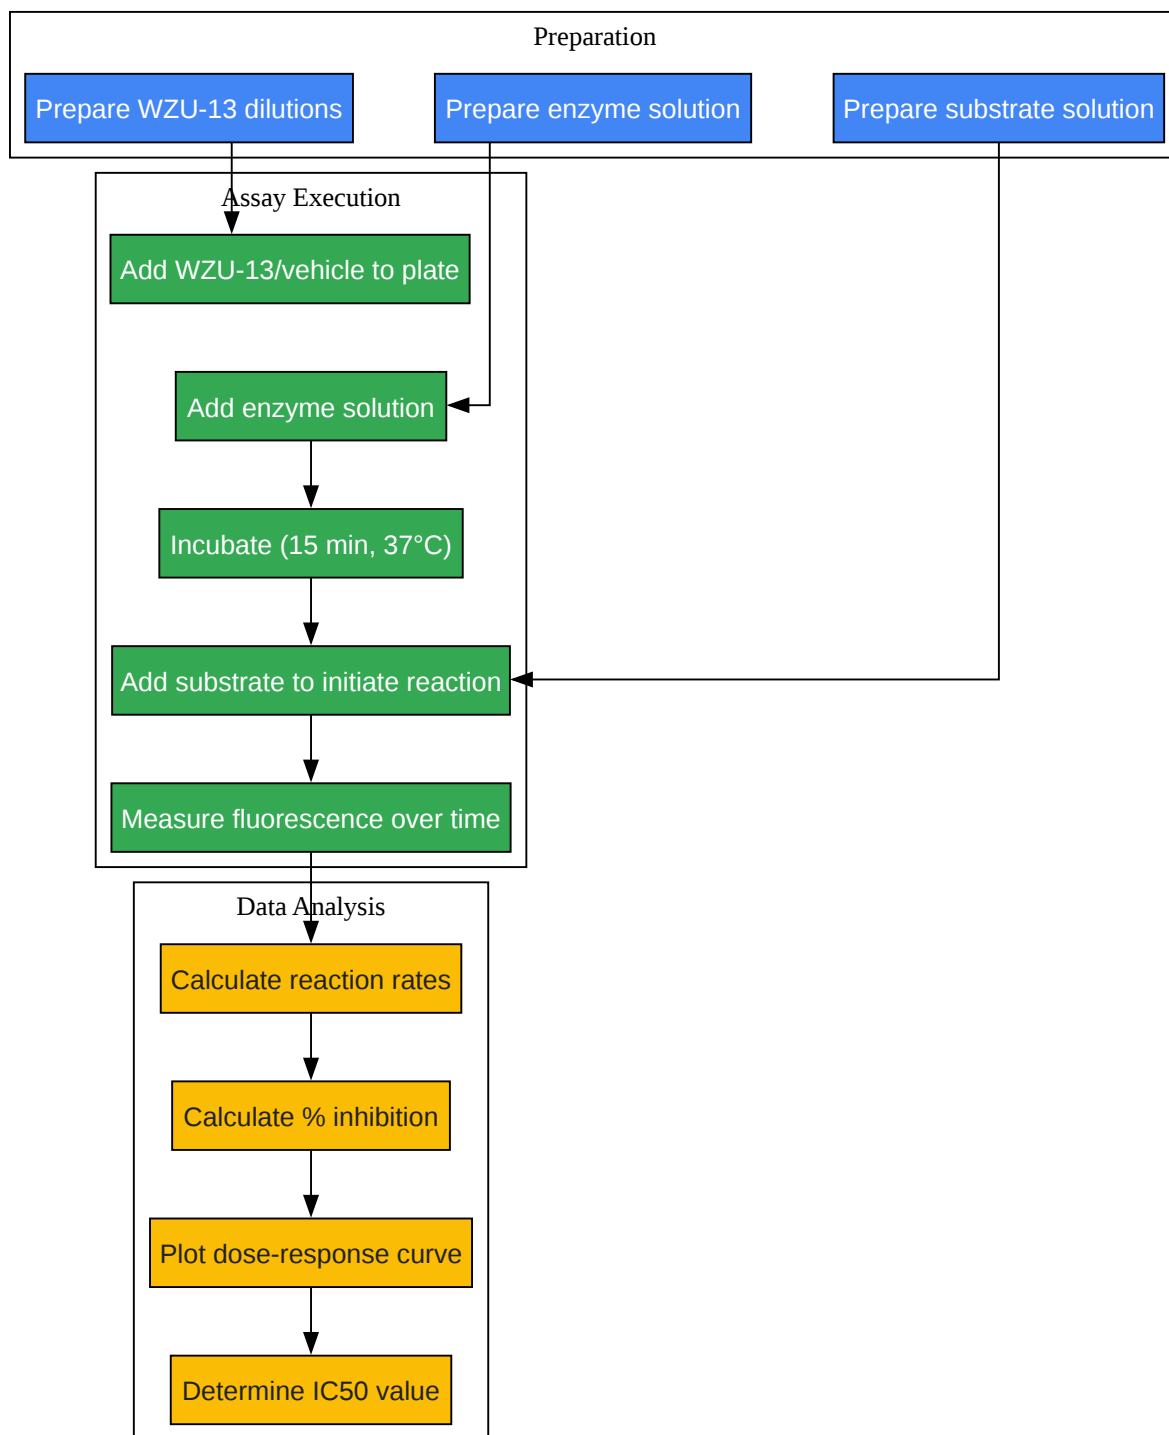 Preparation
Prepare WZU-13 dilutions
Prepare enzyme solution
Prepare substrate solution
Assay Execution
Add WZU-13/vehicle to plate
Add enzyme solution
Incubate (15 min, 37°C)
Add substrate to initiate reaction
Measure fluorescence over time
Data Analysis
Calculate reaction rates
Calculate % inhibition
Plot dose-response curve
Determine IC50 value